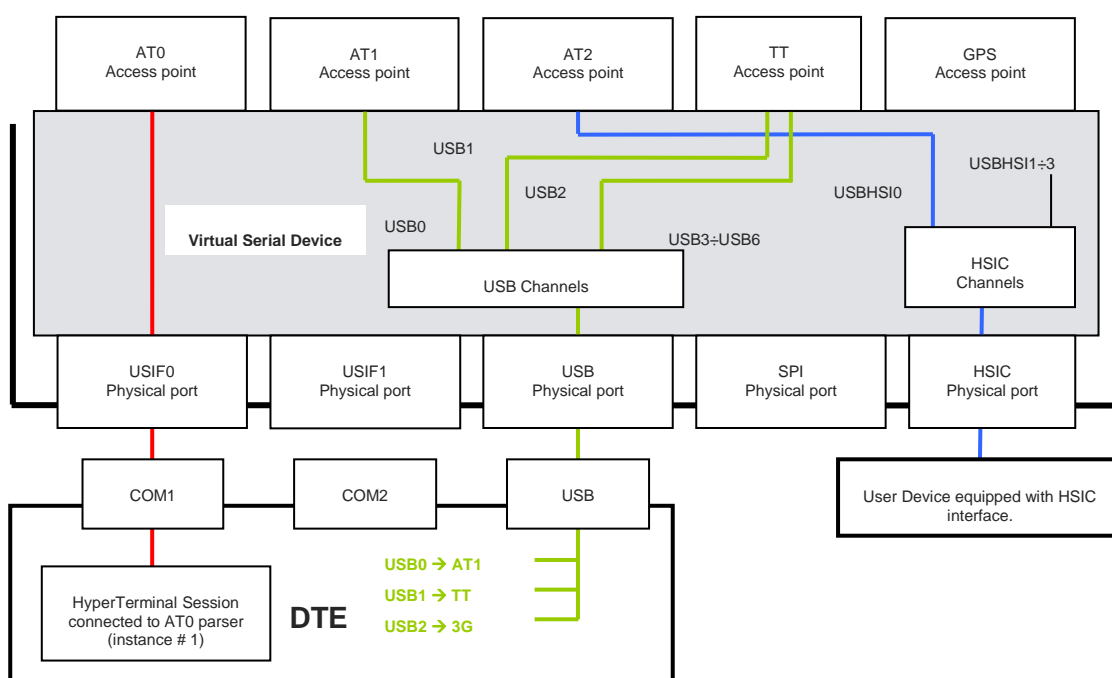 AT0
Access point
AT1
Access point
AT2
Access point
TT
Access point
GPS
Access point
USB1
USBHSI1÷3
USB2
USBHSI0
USB0
Virtual Serial Device
USB3÷USB6
USB Channels
HSIC
Channels
USIF0
Physical port
USIF1
Physical port
USB
Physical port
SPI
Physical port
HSIC
Physical port
COM1
COM2
USB
User Device equipped with HSIC
interface.
USB0 → AT1
USB1 → TT
USB2 → 3G
HyperTerminal Session
connected to AT0 parser
(instance # 1)
DTE